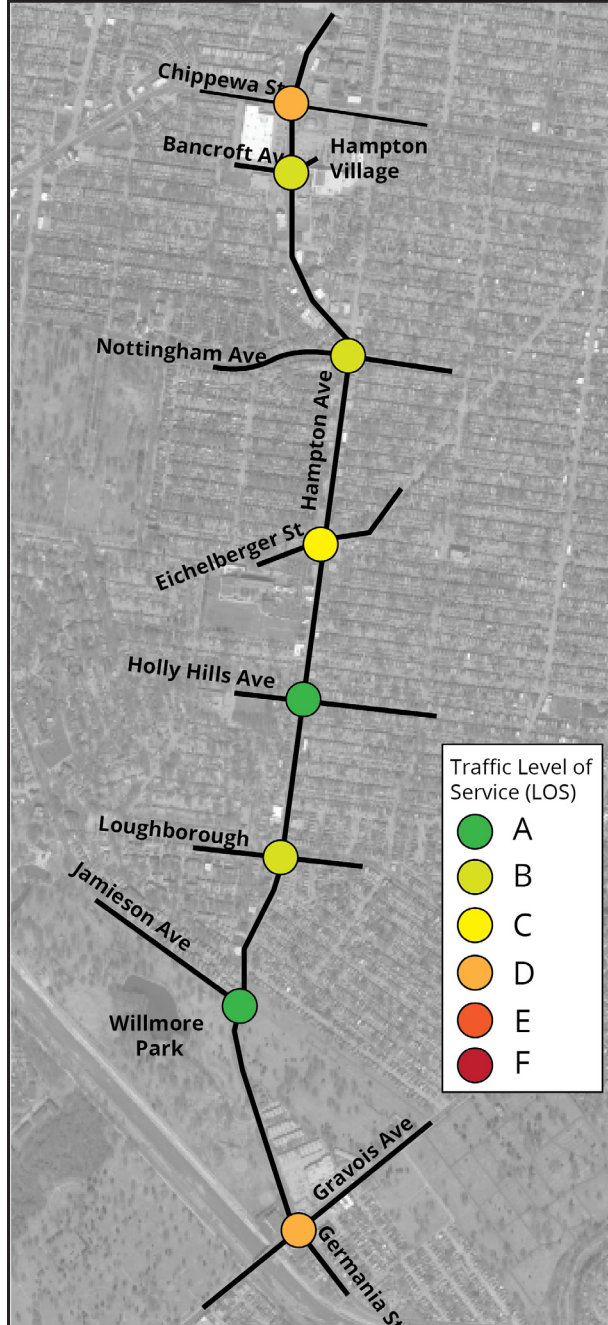 Chippewa St
Bancroft Av
Hampton
Village
Nottingham Ave
Hampton Ave
Eichelberger St
Holly Hills Ave
Traffic Level of
Service (LOS)
A
B
C
D
E
F
Loughborough
Jamieson Ave
Willmore
Park
Gravois Ave
Germania St